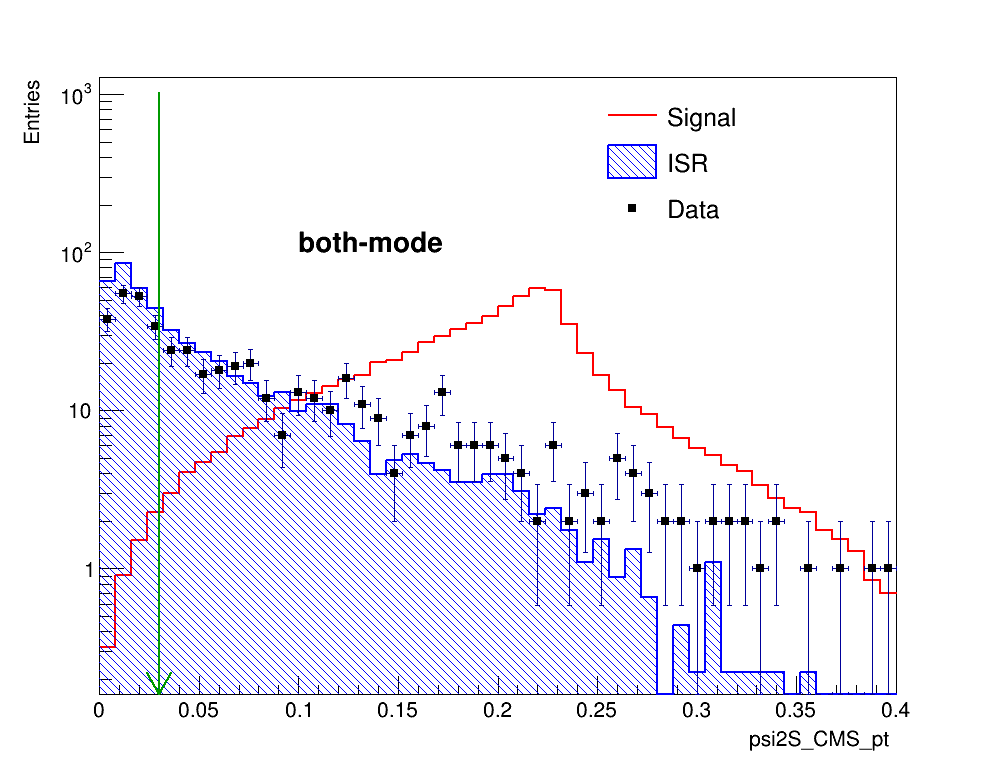 Entries
10³
10²
10
1
Signal
ISR
Data
both-mode
0 0.05 0.1 0.15 0.2 0.25 0.3 0.35 0.4
psi2S_CMS_pt